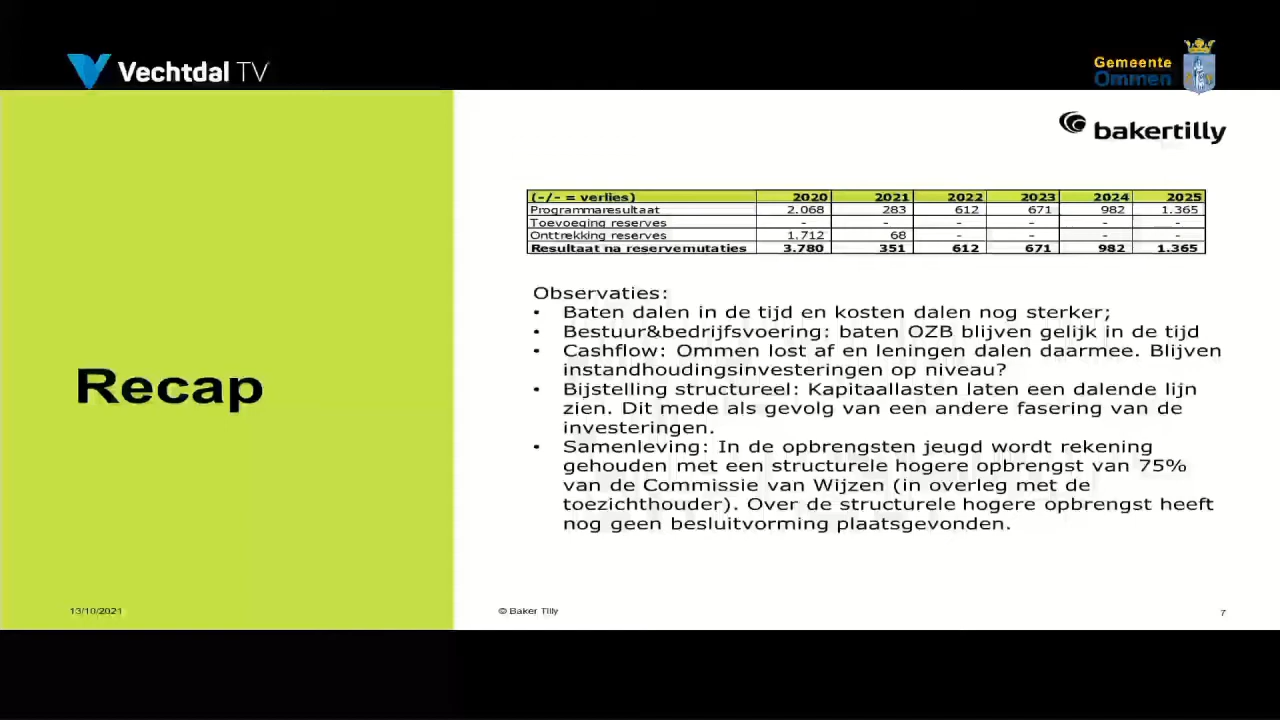 Vechtdal TV
Gemeente
Ommen
bakertilly
(-/- = verlies) 2020 2021 2022 2023 2024 2025
Programmaresultaat 2.068 283 612 671 982 1.365
Toevoeging reserves - - - - - -
Onttrekking reserves 1.712 68 - - - -
Resultaat na reservemutaties 3.780 351 612 671 982 1.365
Observaties:
• Baten dalen in de tijd en kosten dalen nog sterker;
• Bestuur&bedrijfsvoering: baten OZB blijven gelijk in de tijd
• Cashflow: Ommen lost af en leningen dalen daarmee. Blijven
instandhoudingsinvesteringen op niveau?
• Bijstelling structureel: Kapitaallasten laten een dalende lijn
zien. Dit mede als gevolg van een andere fasering van de
investeringen.
• Samenleving: In de opbrengsten jeugd wordt rekening
gehouden met een structurele hogere opbrengst van 75%
van de Commissie van Wijzen (in overleg met de
toezichthouder). Over de structurele hogere opbrengst heeft
nog geen besluitvorming plaatsgevonden.
Recap
13/10/2021
© Baker Tilly
7